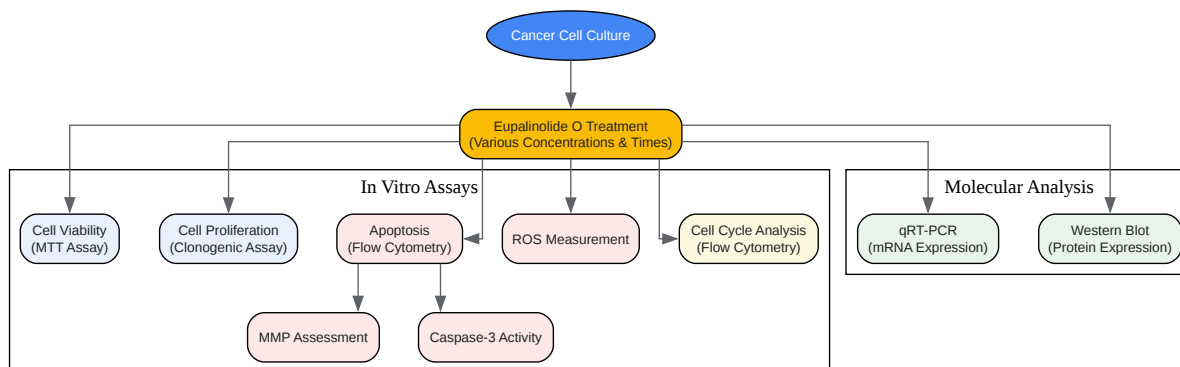 Cancer Cell Culture
Eupalinolide O Treatment
(Various Concentrations & Times)
In Vitro Assays
Molecular Analysis
Cell Viability
(MTT Assay)
Cell Proliferation
(Clonogenic Assay)
Apoptosis
(Flow Cytometry)
ROS Measurement
Cell Cycle Analysis
(Flow Cytometry)
qRT-PCR
(mRNA Expression)
Western Blot
(Protein Expression)
MMP Assessment
Caspase-3 Activity